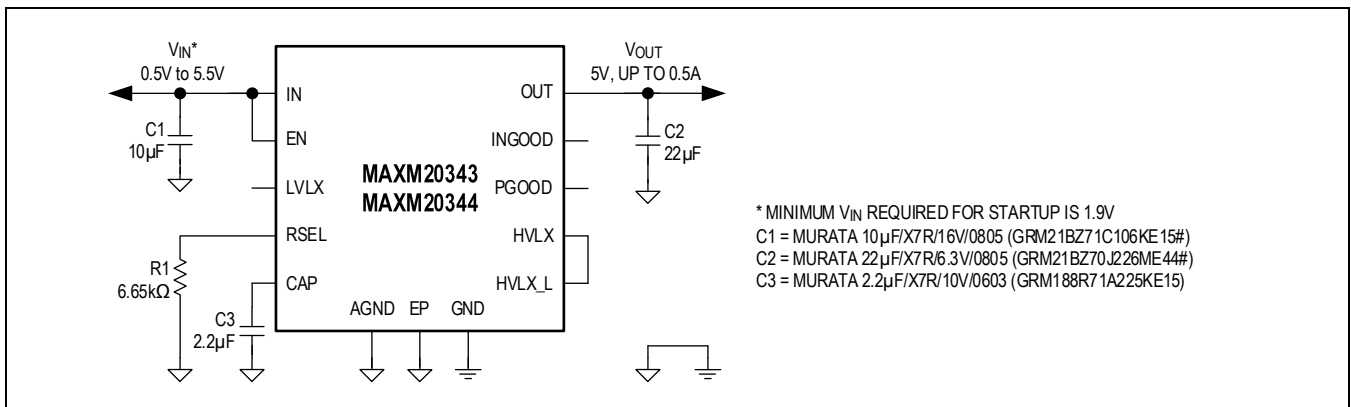 VIN*
0.5V to 5.5V
VOUT
5V, UP TO 0.5A
IN
OUT
C1
10µF
EN
INGOOD
C2
22µF
LVLX
MAXM20343
MAXM20344
PGOOD
RSEL
HVLX
R1
6.65kΩ
CAP
HVLX_L
C3
2.2µF
AGND EP GND
* MINIMUM VIN REQUIRED FOR STARTUP IS 1.9V
C1 = MURATA 10µF/X7R/16V/0805 (GRM21BZ71C106KE15#)
C2 = MURATA 22µF/X7R/6.3V/0805 (GRM21BZ70J226ME44#)
C3 = MURATA 2.2µF/X7R/10V/0603 (GRM188R71A225KE15)